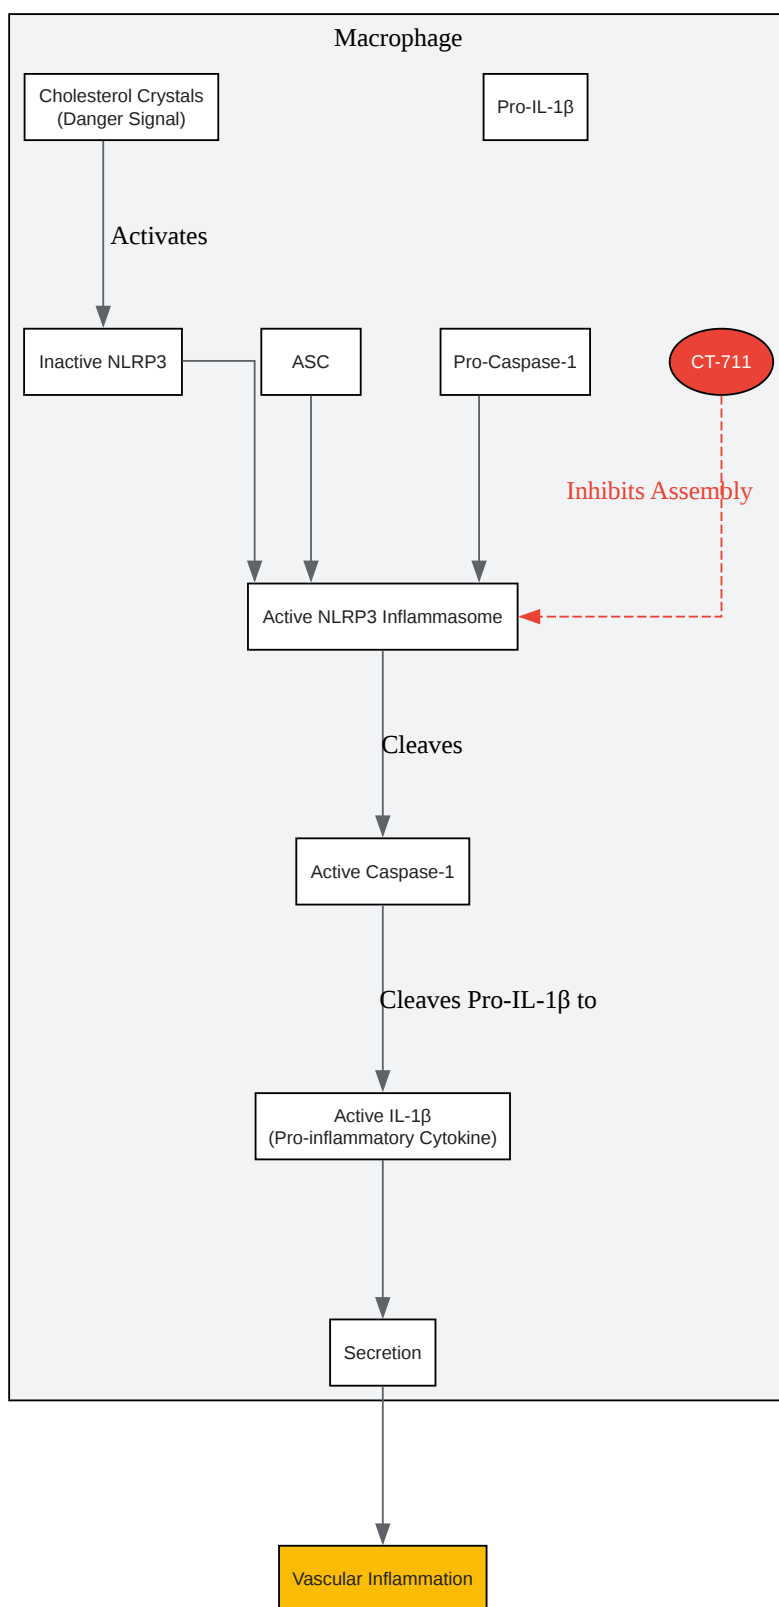 Macrophage
Cholesterol Crystals
(Danger Signal)
Pro-IL-1β
Activates
Inactive NLRP3
ASC
Pro-Caspase-1
CT-711
Inhibits Assembly
Active NLRP3 Inflammasome
Cleaves
Active Caspase-1
Cleaves Pro-IL-1β to
Active IL-1β
(Pro-inflammatory Cytokine)
Secretion
Vascular Inflammation